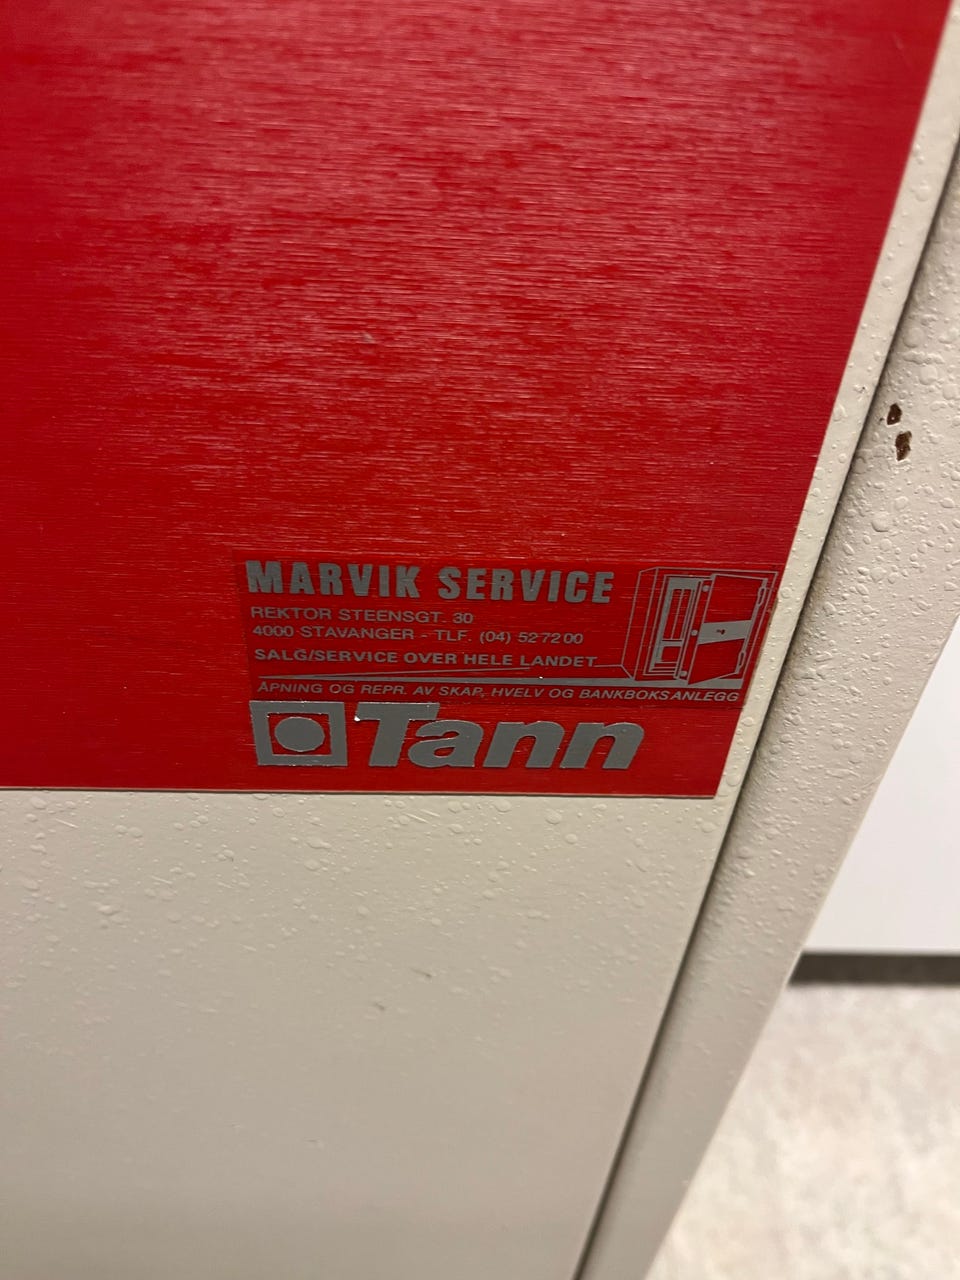 MARVIK SERVICE
REKTOR STEENSGT. 30
4000 STAVANGER - TLF. (04) 52 72 00
SALG/SERVICE OVER HELE LANDET
ÅPNING OG REPR. AV SKAP, HVELV OG BANKBOKSANLEGG
Tann